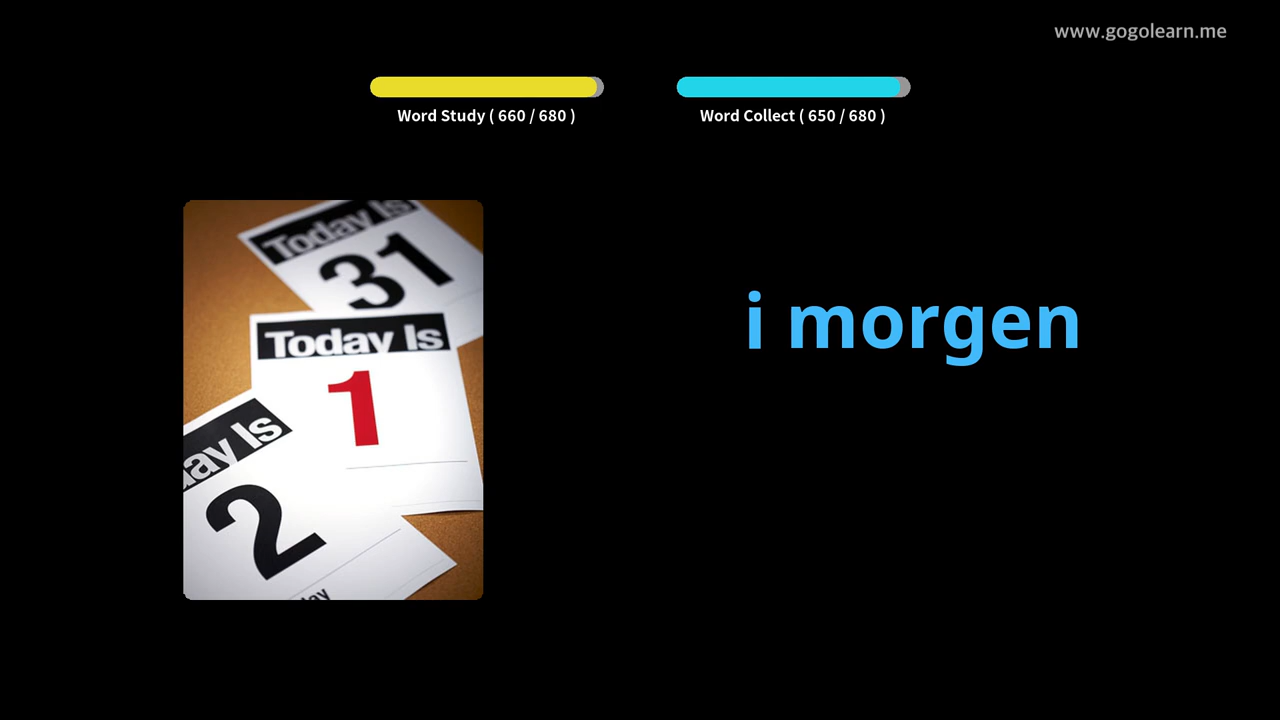 www.gogolearn.me
Word Study ( 660 / 680 )
Word Collect ( 650 / 680 )
Today Is
31
Today Is
1
i morgen
ay Is
2